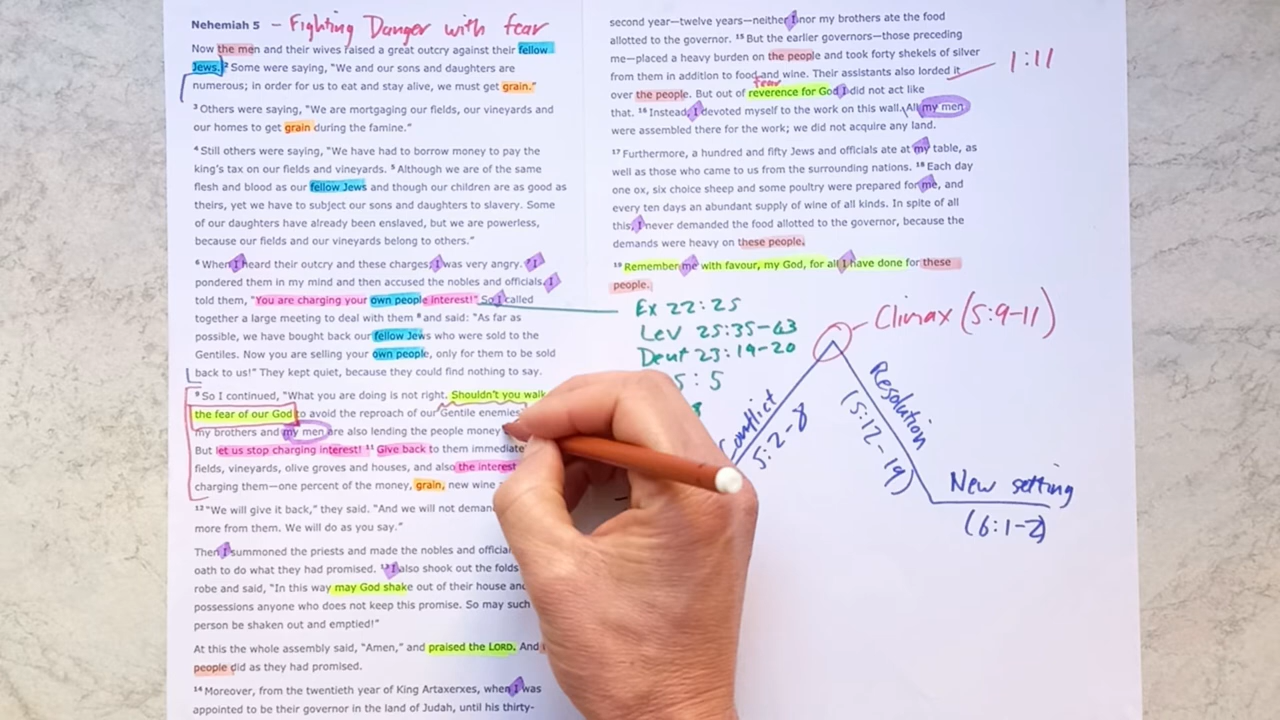 Nehemiah 5 - Fighting Danger with fear
Now the men and their wives raised a great outcry against their fellow
Jews. 2 Some were saying, "We and our sons and daughters are
numerous; in order for us to eat and stay alive, we must get grain."
3 Others were saying, "We are mortgaging our fields, our vineyards and
our homes to get grain during the famine."
4 Still others were saying, "We have had to borrow money to pay the
king's tax on our fields and vineyards. 5 Although we are of the same
flesh and blood as our fellow Jews and though our children are as good as
theirs, yet we have to subject our sons and daughters to slavery. Some
of our daughters have already been enslaved, but we are powerless,
because our fields and our vineyards belong to others."
6 When I heard their outcry and these charges, I was very angry. 7 I
pondered them in my mind and then accused the nobles and officials. I
told them, "You are charging your own people interest!" So I called
together a large meeting to deal with them 8 and said: "As far as
possible, we have bought back our fellow Jews who were sold to the
Gentiles. Now you are selling your own people, only for them to be sold
back to us!" They kept quiet, because they could find nothing to say.
9 So I continued, "What you are doing is not right. Shouldn't you walk
the fear of our God to avoid the reproach of our Gentile enemies
my brothers and my men are also lending the people money
But let us stop charging interest! 11 Give back to them immediate
fields, vineyards, olive groves and houses, and also the interest
charging them—one percent of the money, grain, new wine
12 "We will give it back," they said. "And we will not deman
more from them. We will do as you say."
Then I summoned the priests and made the nobles and official
oath to do what they had promised. 13 I also shook out the folds
robe and said, "In this way may God shake out of their house and
possessions anyone who does not keep this promise. So may such
person be shaken out and emptied!"
At this the whole assembly said, "Amen," and praised the LORD. And
people did as they had promised.
14 Moreover, from the twentieth year of King Artaxerxes, when I was
appointed to be their governor in the land of Judah, until his thirty-
second year—twelve years—neither I nor my brothers ate the food
allotted to the governor. 15 But the earlier governors—those preceding
me—placed a heavy burden on the people and took forty shekels of silver
from them in addition to food and wine. Their assistants also lorded it
1:11
fear
over the people. But out of reverence for God I did not act like
that. 16 Instead, I devoted myself to the work on this wall. All my men
were assembled there for the work; we did not acquire any land.
17 Furthermore, a hundred and fifty Jews and officials ate at my table, as
well as those who came to us from the surrounding nations. 18 Each day
one ox, six choice sheep and some poultry were prepared for me, and
every ten days an abundant supply of wine of all kinds. In spite of all
this, I never demanded the food allotted to the governor, because the
demands were heavy on these people.
19 Remember me with favour, my God, for all I have done for these
people.
Ex 22:25
Lev 25:35-43
Deut 23:19-20
5:5
Climax (5:9-11)
Conflict
5:2-8
Resolution
(5:12-19)
New setting
(6:1-2)